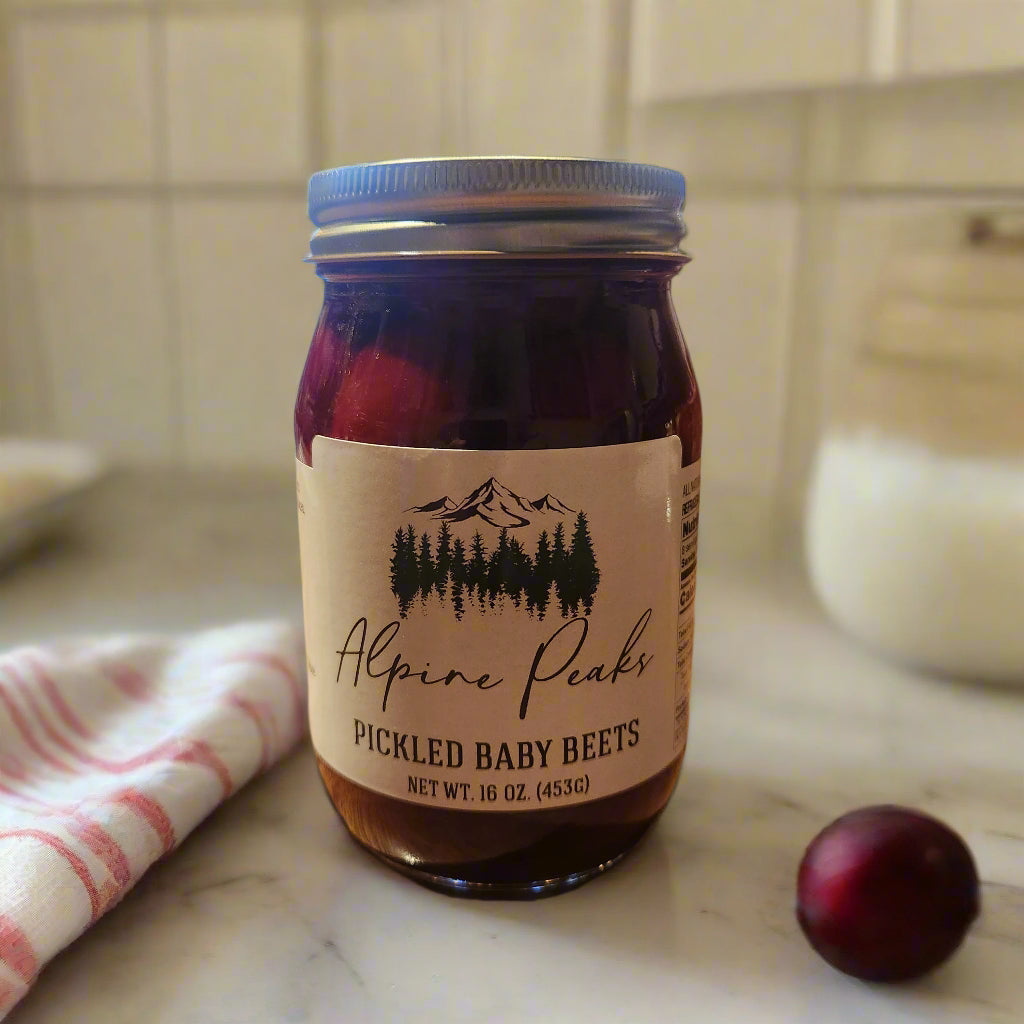 Alpine Peaks
PICKLED BABY BEETS
NET WT. 16 OZ. (453G)